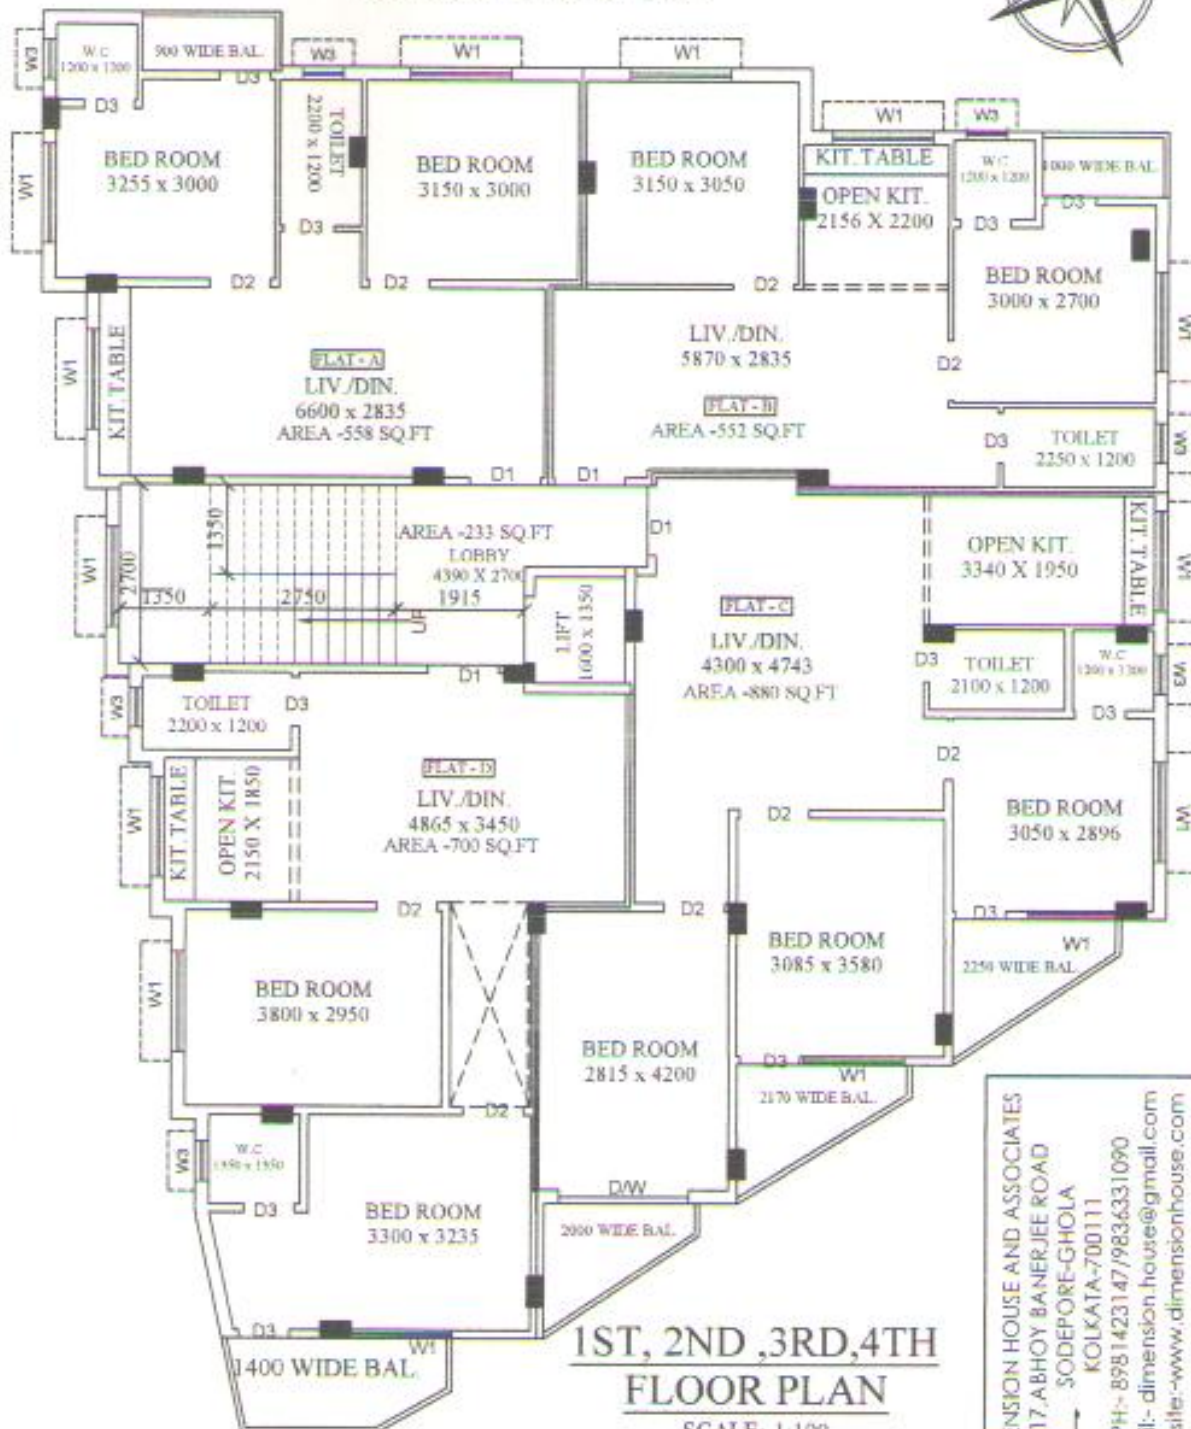 W3
W.C
1200 x 1200
900 WIDE BAL.
D3
D3
W3
W1
W1
W1
BED ROOM
3255 x 3000
TOILET
2200 x 1200
D3
BED ROOM
3150 x 3000
BED ROOM
3150 x 3050
W1
W3
KIT. TABLE
OPEN KIT.
2156 X 2200
W.C
1200 x 1200
1000 WIDE BAL.
D3
D3
BED ROOM
3000 x 2700
W1
D2
D2
D2
D2
W1
KIT. TABLE
FLAT - A
LIV./DIN.
6600 x 2835
AREA -558 SQ.FT
D1
LIV./DIN.
5870 x 2835
FLAT - B
AREA -552 SQ.FT
D1
D3
TOILET
2250 x 1200
W3
W1
2700
1350
1350
2750
1915
UP
AREA -233 SQ.FT
LOBBY
4390 X 2700
LIFT
1600 x 1350
D1
D1
FLAT - C
LIV./DIN.
4300 x 4743
AREA -880 SQ.FT
OPEN KIT.
3340 X 1950
KIT. TABLE
W1
D3
TOILET
2100 x 1200
W.C
W3
D3
D2
W3
TOILET
2200 x 1200
D3
W1
KIT. TABLE
OPEN KIT.
2150 X 1850
FLAT - D
LIV./DIN.
4865 x 3450
AREA -700 SQ.FT
D2
BED ROOM
3050 x 2896
W1
D3
W1
2250 WIDE BAL.
D2
D2
W1
BED ROOM
3800 x 2950
BED ROOM
3085 x 3580
D3
W1
2170 WIDE BAL.
BED ROOM
2815 x 4200
D/W
2000 WIDE BAL.
D2
W3
W.C
D3
BED ROOM
3300 x 3235
D3
W1
1400 WIDE BAL.
1ST, 2ND ,3RD,4TH
FLOOR PLAN
SCALE- 1:100
ENSION HOUSE AND ASSOCIATES
17,ABHOY BANERJEE ROAD
SODEPORE-GHOLA
KOLKATA-700111
PH:- 8981423147/9836331090
il:- dimension.house@gmail.com
site:-www.dimensionhouse.com